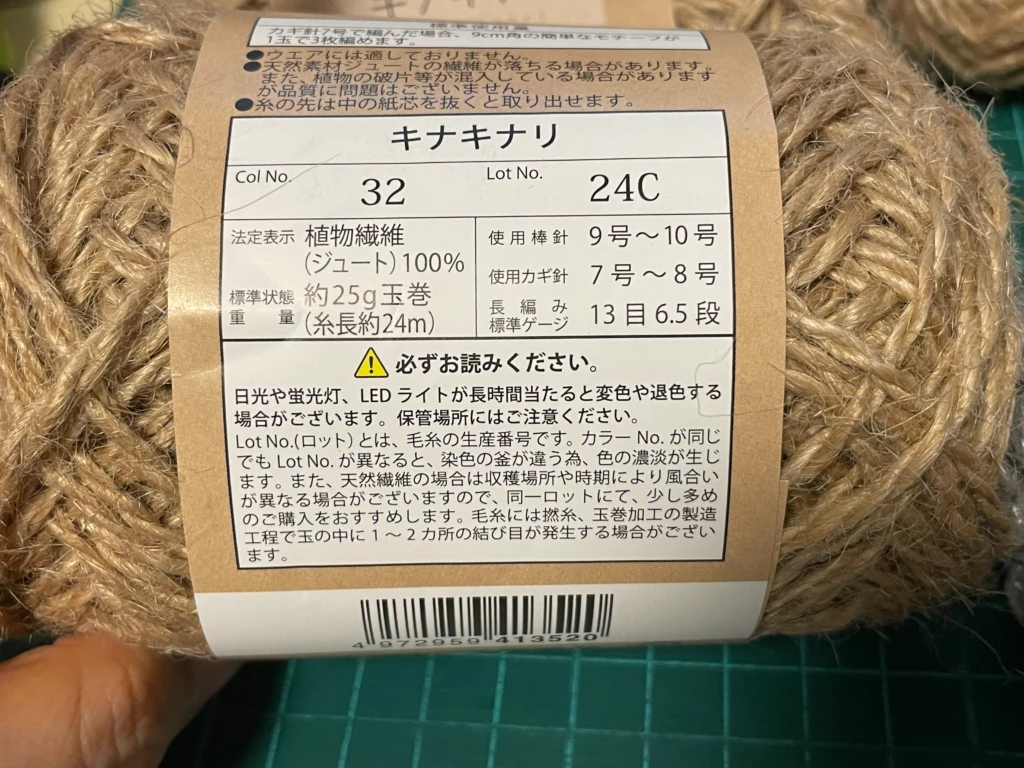 標準使用量
カギ針7号で編んだ場合、9cm角の簡単なモチーフが
1玉で3枚編めます。
●ウエアには適しておりません。
●天然素材ジュートの繊維が落ちる場合があります。
また、植物の破片等が混入している場合があります
が品質に問題はございません。
●糸の先は中の紙芯を抜くと取り出せます。
キナキナリ
Col No. 32 Lot No. 24C
法定表示 植物繊維
(ジュート)100%
標準状態 約25g玉巻
重量 (糸長約24m)
使用棒針 9号〜10号
使用カギ針 7号〜8号
長編み
標準ゲージ 13目6.5段
必ずお読みください。
日光や蛍光灯、LEDライトが長時間当たると変色や退色する
場合がございます。保管場所にはご注意ください。
Lot No.(ロット)とは、毛糸の生産番号です。カラー No. が同じ
でも Lot No. が異なると、染色の釜が違う為、色の濃淡が生じ
ます。また、天然繊維の場合は収穫場所や時期により風合い
が異なる場合がございますので、同一ロットにて、少し多め
のご購入をおすすめします。毛糸には撚糸、玉巻加工の製造
工程で玉の中に1〜2カ所の結び目が発生する場合がござい
ます。
4 972959 413520